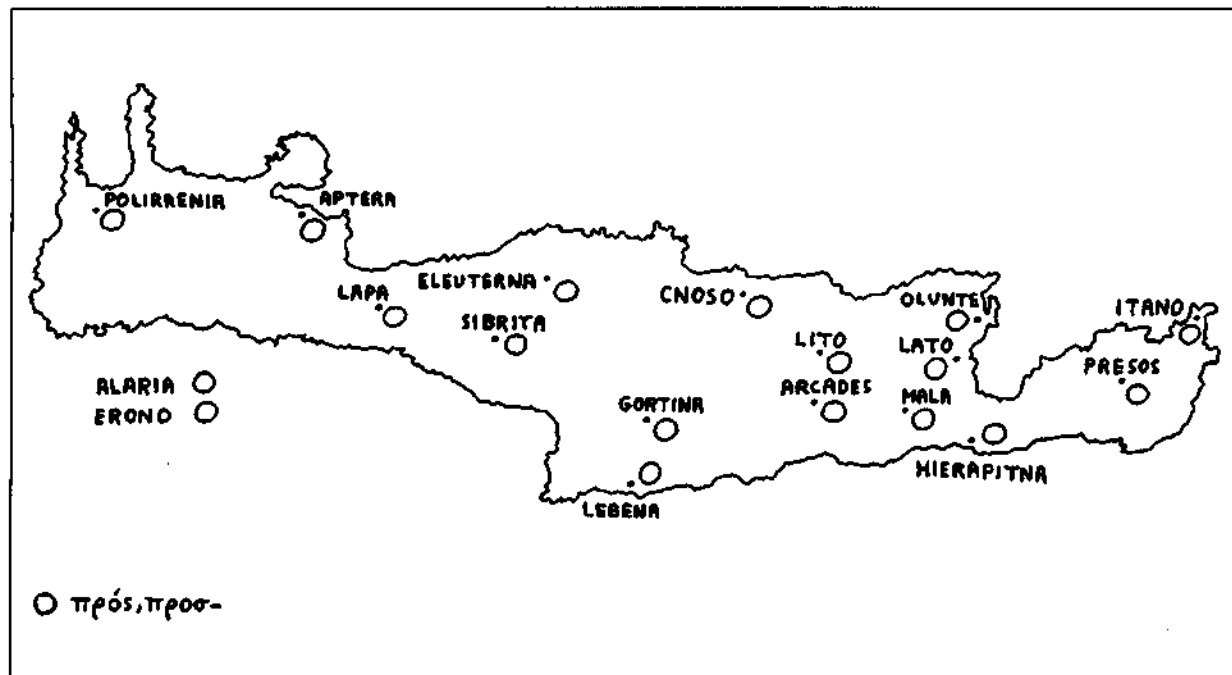 POLIRRENIA
APTERA
ELEUTERNA
CNOSO
OLUNTE
ITANO
LAPA
SIBRITA
LITO
LATO
PRESOS
ALARIA
ERONO
GORTINA
ARCADES
MALA
HIERAPITNA
LEBENA
πρός, προσ-